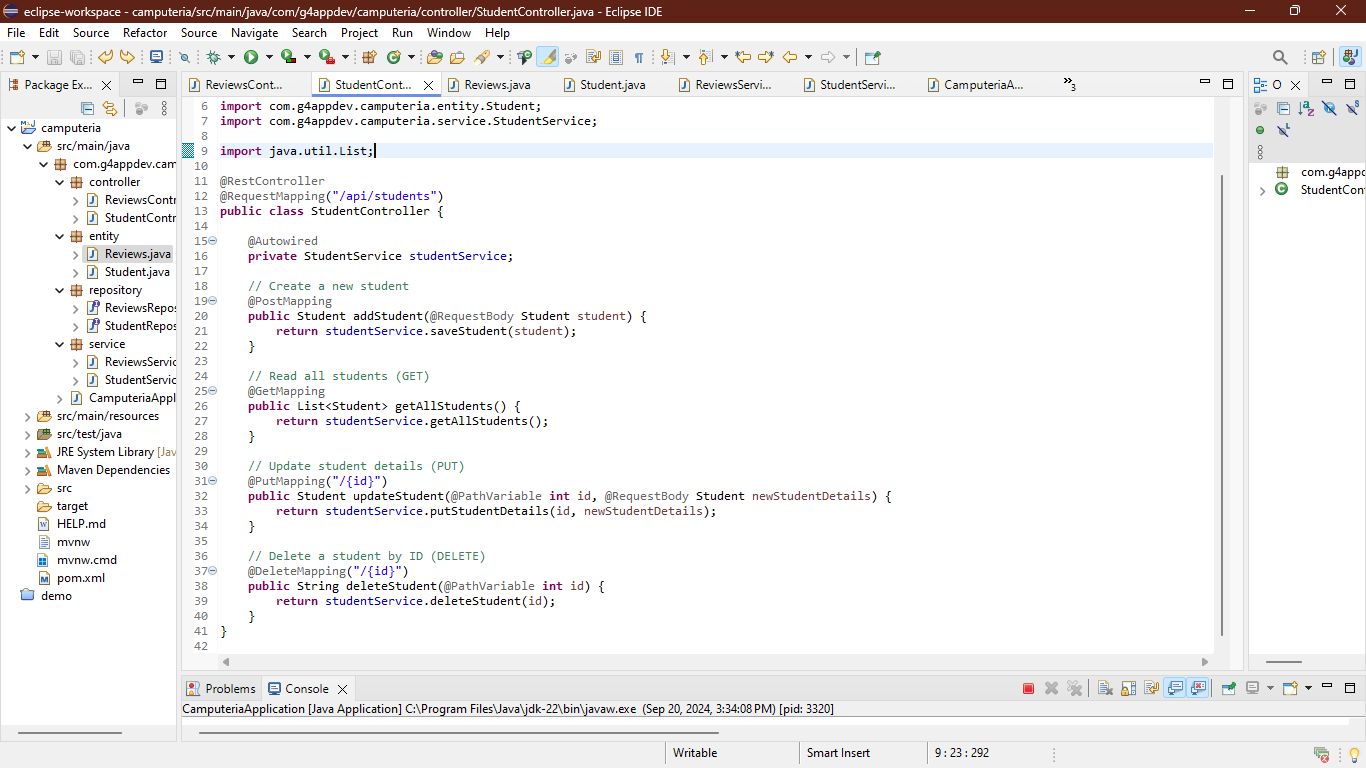 eclipse-workspace - camputeria/src/main/java/com/g4appdev/camputeria/controller/StudentController.java - Eclipse IDE
File Edit Source Refactor Source Navigate Search Project Run Window Help
Package Ex...
ReviewsCont... StudentCont... Reviews.java Student.java ReviewsServi... StudentServi... CamputeriaA... »3
O
camputeria
src/main/java
com.g4appdev.cam
controller
ReviewsContr
StudentContr
entity
Reviews.java
Student.java
repository
ReviewsRepos
StudentRepos
service
ReviewsServic
StudentServic
CamputeriaAppl
src/main/resources
src/test/java
JRE System Library [Jav
Maven Dependencies
src
target
HELP.md
mvnw
mvnw.cmd
pom.xml
demo
6 import com.g4appdev.camputeria.entity.Student;
7 import com.g4appdev.camputeria.service.StudentService;
8
9 import java.util.List;
10
11 @RestController
12 @RequestMapping("/api/students")
13 public class StudentController {
14
15 @Autowired
16 private StudentService studentService;
17
18 // Create a new student
19 @PostMapping
20 public Student addStudent(@RequestBody Student student) {
21 return studentService.saveStudent(student);
22 }
23
24 // Read all students (GET)
25 @GetMapping
26 public List<Student> getAllStudents() {
27 return studentService.getAllStudents();
28 }
29
30 // Update student details (PUT)
31 @PutMapping("/{id}")
32 public Student updateStudent(@PathVariable int id, @RequestBody Student newStudentDetails) {
33 return studentService.putStudentDetails(id, newStudentDetails);
34 }
35
36 // Delete a student by ID (DELETE)
37 @DeleteMapping("/{id}")
38 public String deleteStudent(@PathVariable int id) {
39 return studentService.deleteStudent(id);
40 }
41 }
42
com.g4appd
StudentCon
Problems Console
CamputeriaApplication [Java Application] C:\Program Files\Java\jdk-22\bin\javaw.exe (Sep 20, 2024, 3:34:08 PM) [pid: 3320]
Writable Smart Insert 9 : 23 : 292